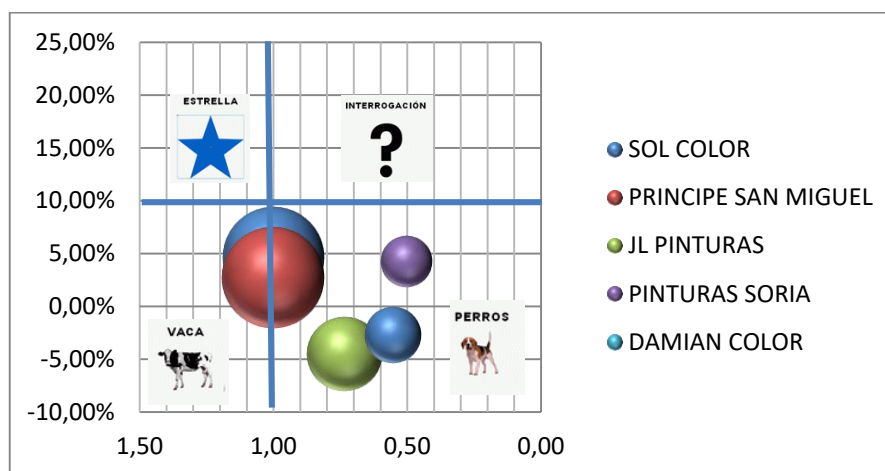 25,00%
20,00%
15,00%
10,00%
5,00%
0,00%
-5,00%
-10,00%
1,50 1,00 0,50 0,00
ESTRELLA
INTERROGACIÓN
?
VACA
PERROS
SOL COLOR
PRINCIPE SAN MIGUEL
JL PINTURAS
PINTURAS SORIA
DAMIAN COLOR